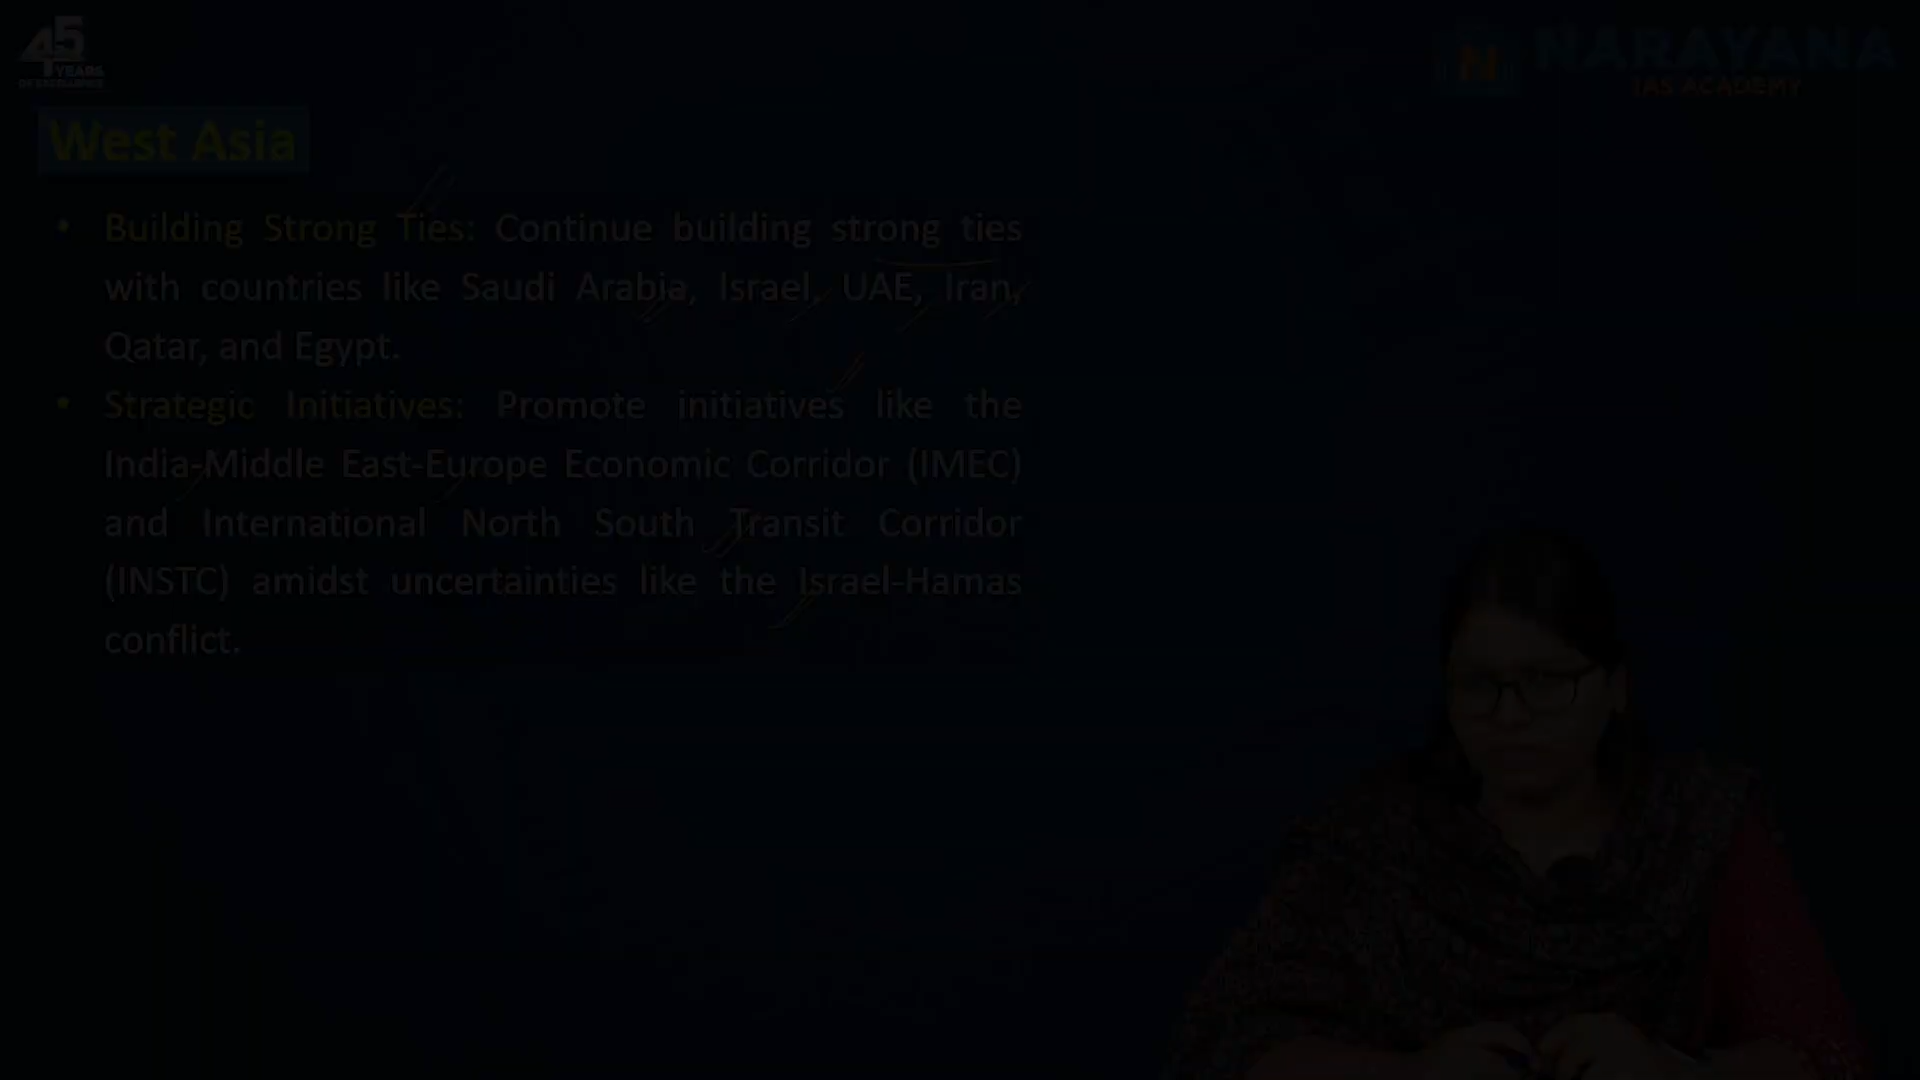 45
YEARS
OF EXCELLENCE
NARAYANA
IAS ACADEMY
West Asia
• Building Strong Ties: Continue building strong ties
with countries like Saudi Arabia, Israel, UAE, Iran,
Qatar, and Egypt.
• Strategic Initiatives: Promote initiatives like the
India-Middle East-Europe Economic Corridor (IMEC)
and International North South Transit Corridor
(INSTC) amidst uncertainties like the Israel-Hamas
conflict.